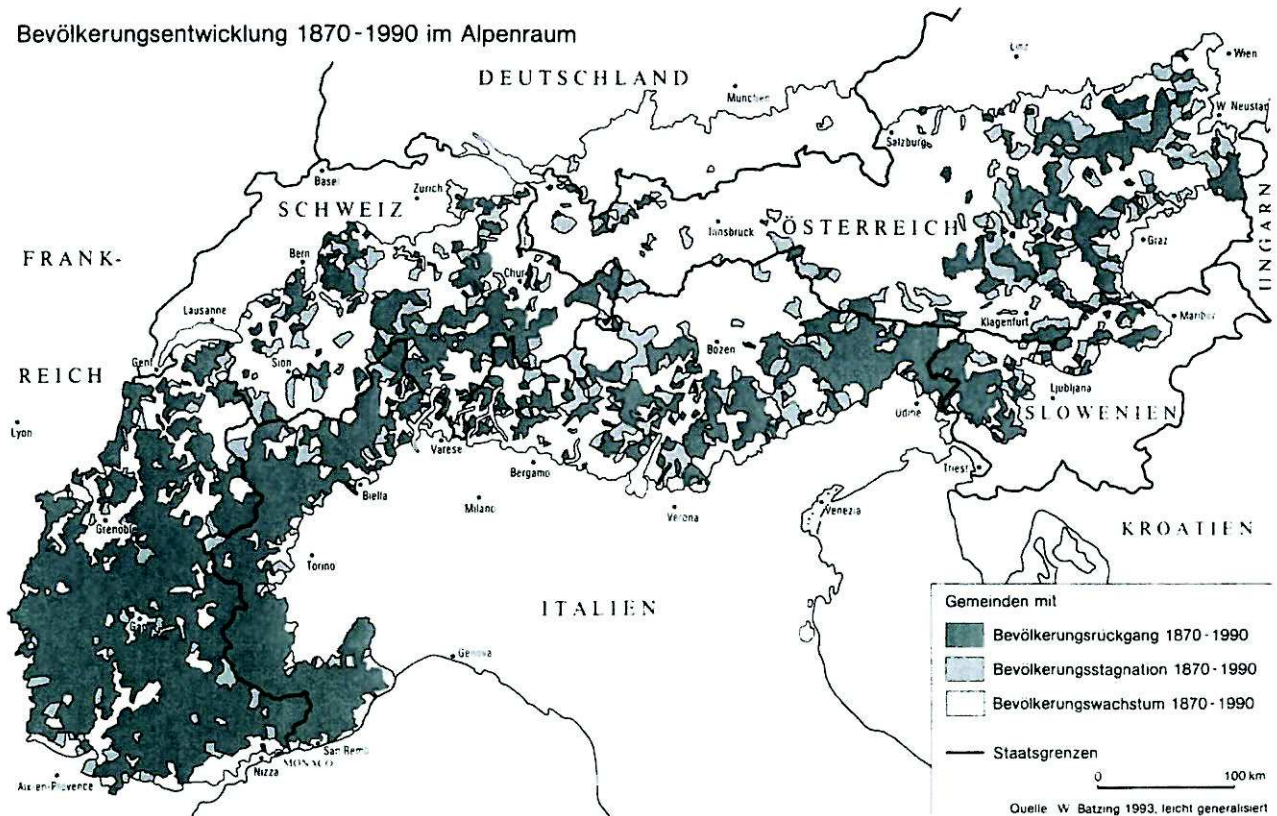 Bevölkerungsentwicklung 1870-1990 im Alpenraum
DEUTSCHLAND
Linz
Wien
München
W. Neustadt
Salzburg
Basel
Zürich
SCHWEIZ
Innsbruck
ÖSTERREICH
Graz
UNGARN
FRANK-
Bern
Chur
Lausanne
Klagenfurt
Maribor
Genf
Sion
Bozen
REICH
Ljubljana
SLOWENIEN
Udine
Lyon
Varese
Bergamo
Triest
Biella
Milano
Verona
Venezia
Grenoble
KROATIEN
Torino
ITALIEN
Gap
Genova
San Remo
MONACO
Nizza
Aix-en-Provence
Gemeinden mit
Bevölkerungsrückgang 1870-1990
Bevölkerungsstagnation 1870-1990
Bevölkerungswachstum 1870-1990
Staatsgrenzen
0 100 km
Quelle W. Bätzing 1993, leicht generalisiert